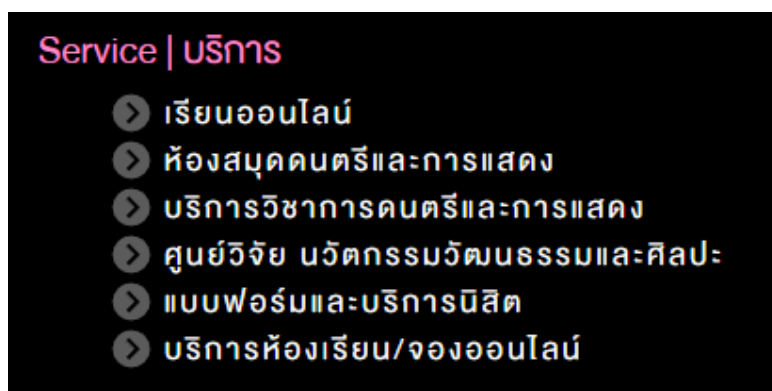 Service | บริการ
เรียนออนไลน์
ห้องสมุดดนตรีและการแสดง
บริการวิชาการดนตรีและการแสดง
ศูนย์วิจัย นวัตกรรมวัฒนธรรมและศิลปะ
แบบฟอร์มและบริการนิสิต
บริการห้องเรียน/จองออนไลน์